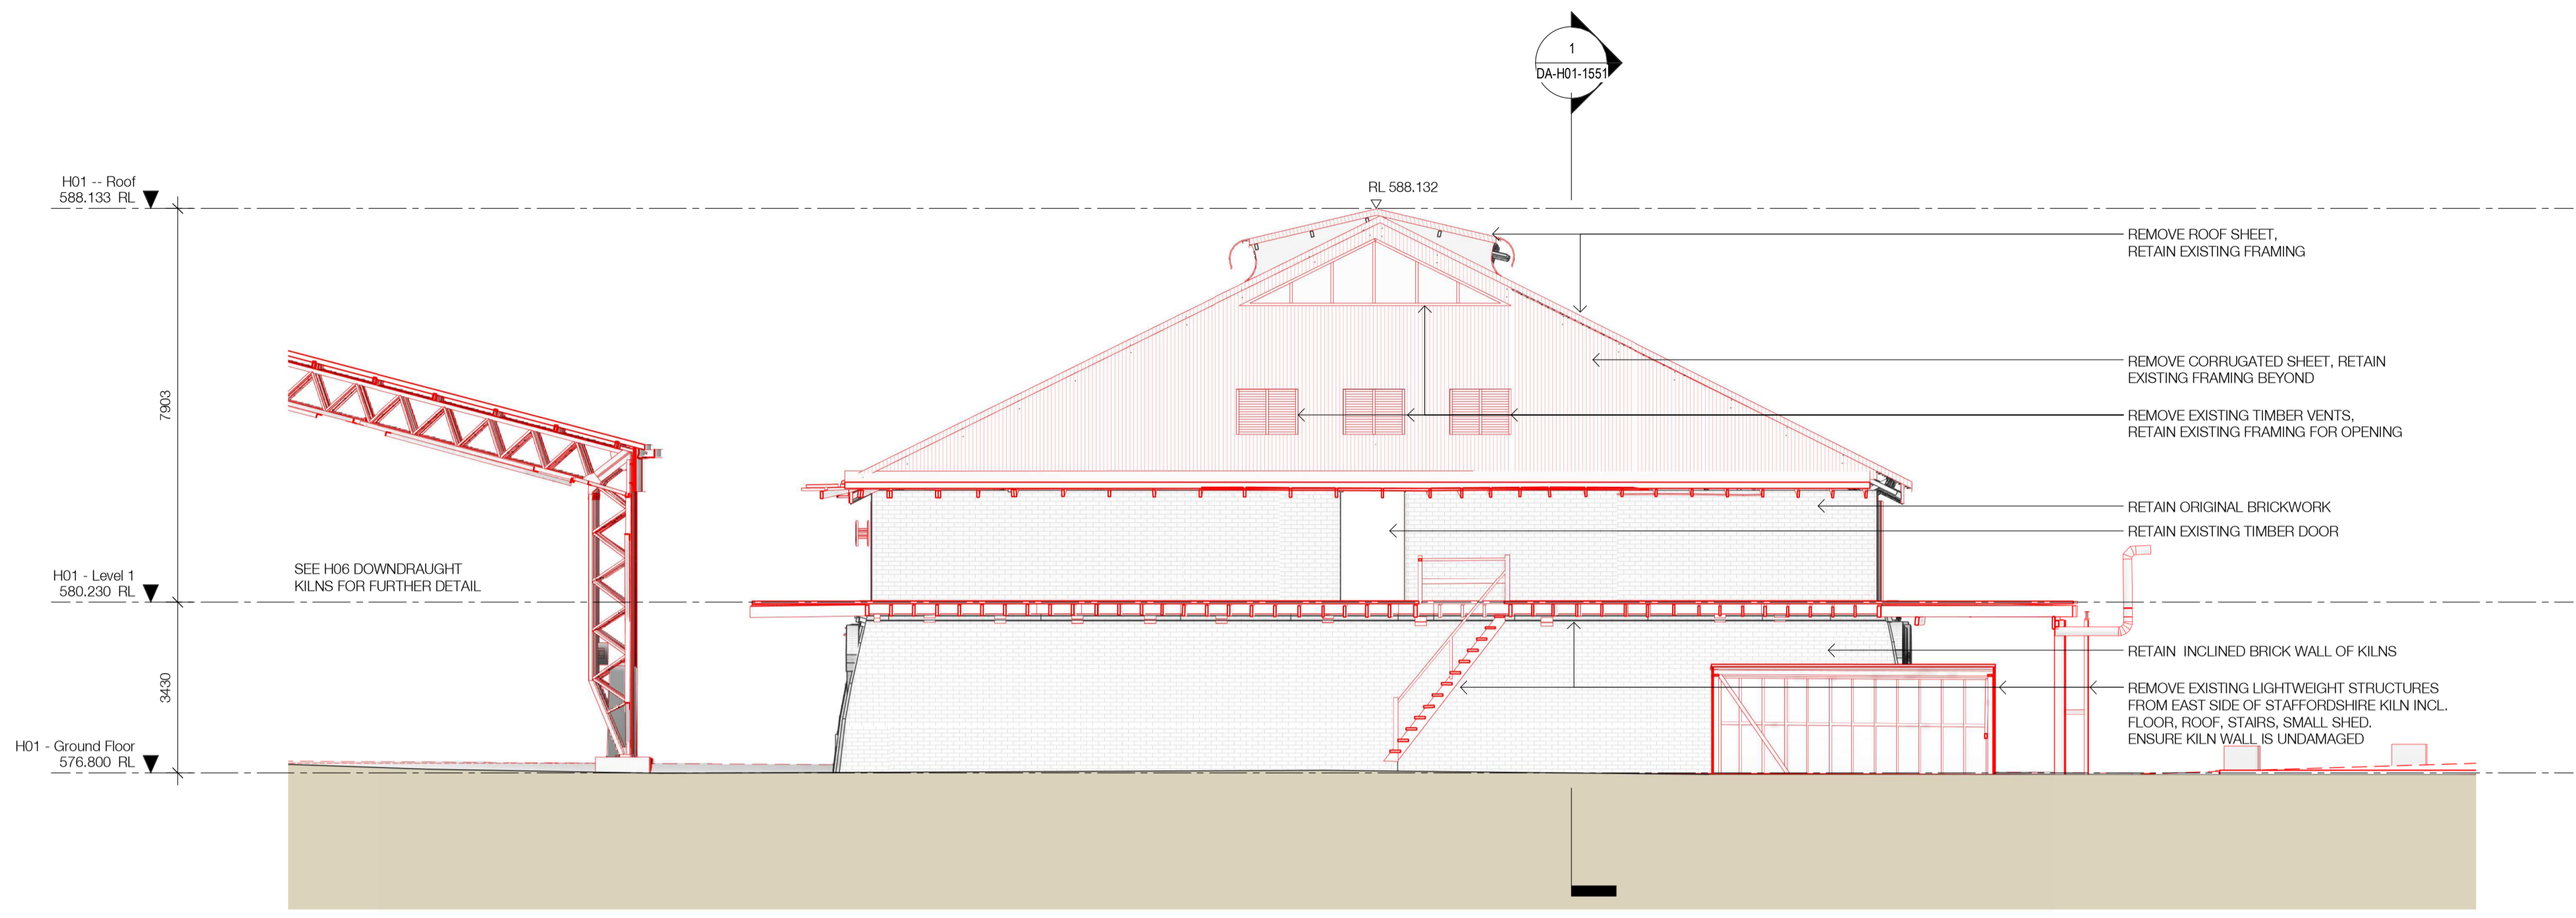 1
DA-H01-1551
H01 -- Roof
588.133 RL
RL 588.132
REMOVE ROOF SHEET,
RETAIN EXISTING FRAMING
REMOVE CORRUGATED SHEET, RETAIN
EXISTING FRAMING BEYOND
7903
REMOVE EXISTING TIMBER VENTS,
RETAIN EXISTING FRAMING FOR OPENING
RETAIN ORIGINAL BRICKWORK
RETAIN EXISTING TIMBER DOOR
SEE H06 DOWNDRAUGHT
KILNS FOR FURTHER DETAIL
H01 - Level 1
580.230 RL
RETAIN INCLINED BRICK WALL OF KILNS
3430
REMOVE EXISTING LIGHTWEIGHT STRUCTURES
FROM EAST SIDE OF STAFFORDSHIRE KILN INCL.
FLOOR, ROOF, STAIRS, SMALL SHED.
ENSURE KILN WALL IS UNDAMAGED
H01 - Ground Floor
576.800 RL